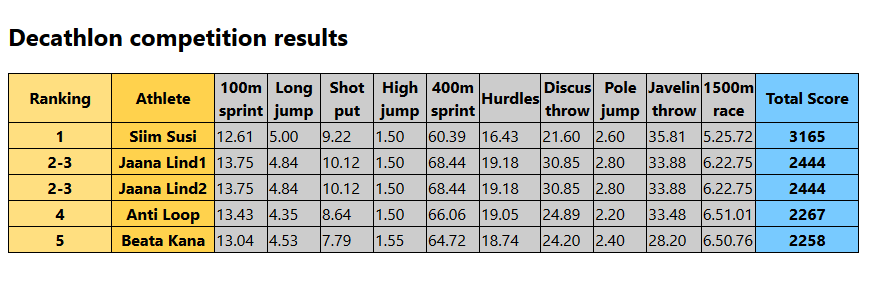 Decathlon competition results
Ranking Athlete 100m sprint Long jump Shot put High jump 400m sprint Hurdles Discus throw Pole jump Javelin throw 1500m race Total Score
1 Siim Susi 12.61 5.00 9.22 1.50 60.39 16.43 21.60 2.60 35.81 5.25.72 3165
2-3 Jaana Lind1 13.75 4.84 10.12 1.50 68.44 19.18 30.85 2.80 33.88 6.22.75 2444
2-3 Jaana Lind2 13.75 4.84 10.12 1.50 68.44 19.18 30.85 2.80 33.88 6.22.75 2444
4 Anti Loop 13.43 4.35 8.64 1.50 66.06 19.05 24.89 2.20 33.48 6.51.01 2267
5 Beata Kana 13.04 4.53 7.79 1.55 64.72 18.74 24.20 2.40 28.20 6.50.76 2258